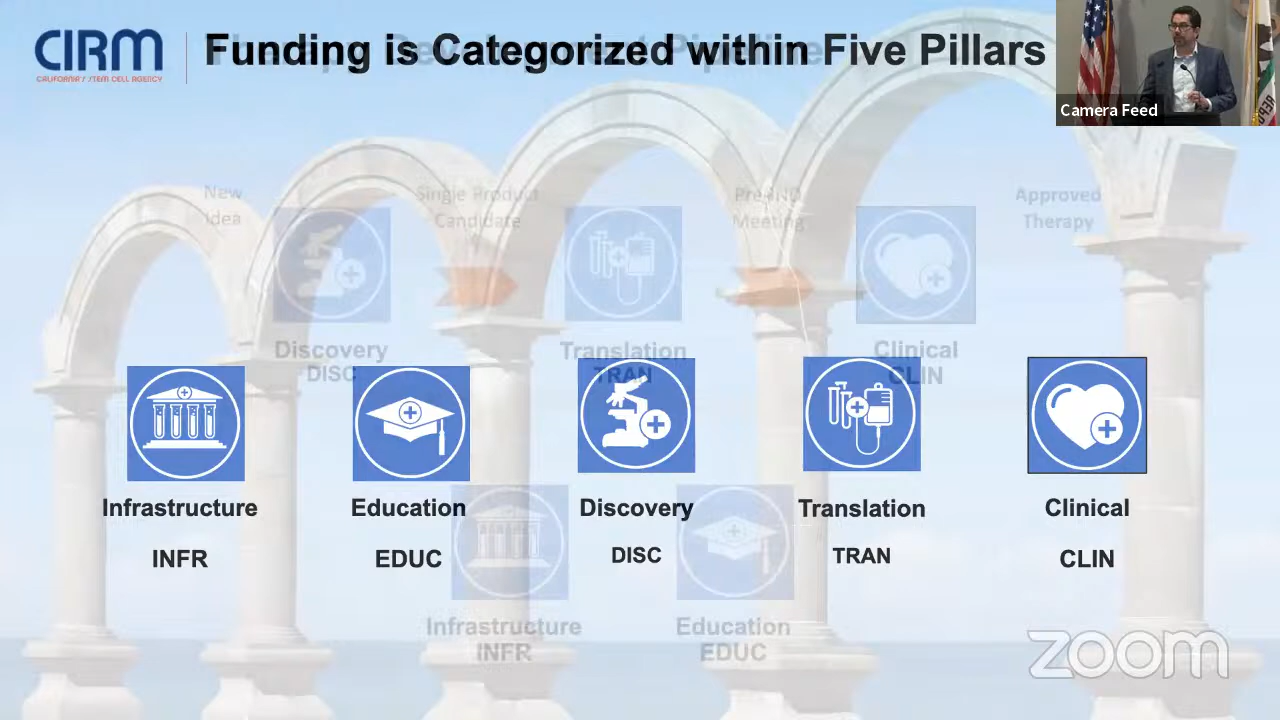 CIRM
CALIFORNIA'S STEM CELL AGENCY
Funding is Categorized within Five Pillars
Camera Feed
New
Idea
Single Product
Candidate
Pre-IND
Meeting
Approved
Therapy
Discovery
DISC
Translation
TRAN
Clinical
CLIN
Infrastructure
Education
Discovery
Translation
Clinical
INFR
EDUC
DISC
TRAN
CLIN
Infrastructure
INFR
Education
EDUC
zoom